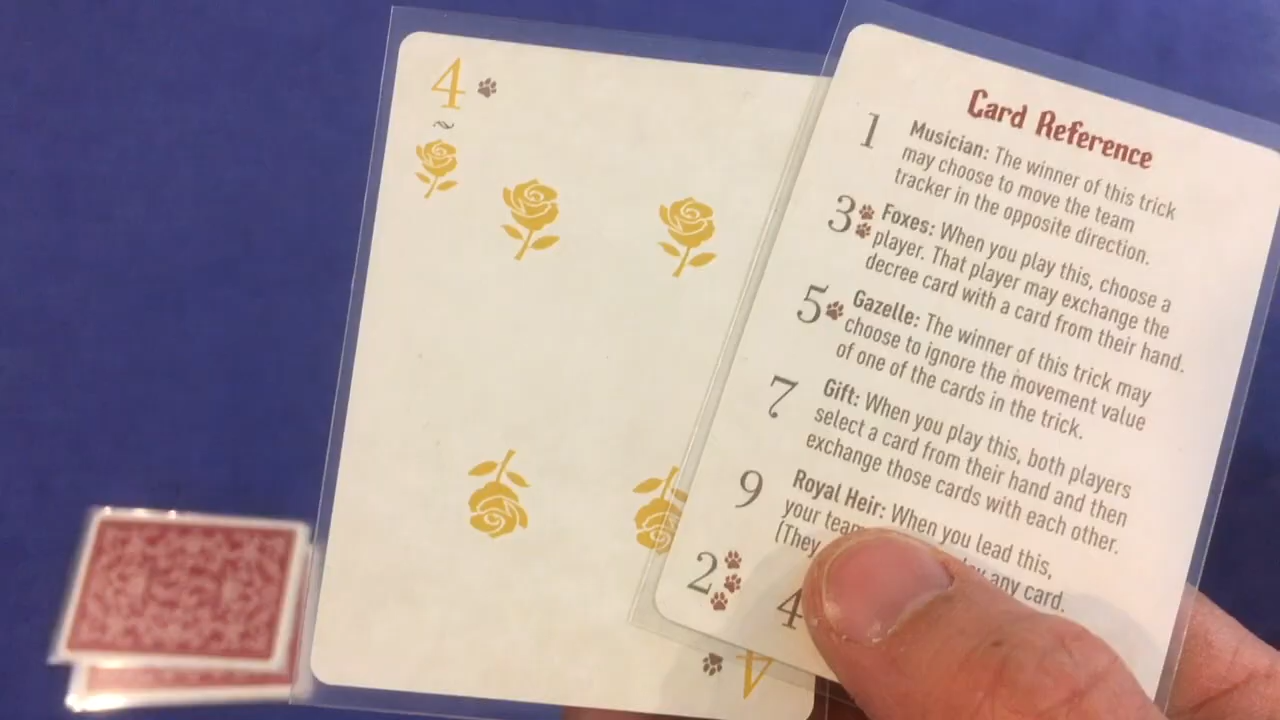 4
Card Reference
1 Musician: The winner of this trick
may choose to move the team
tracker in the opposite direction.
3 Foxes: When you play this, choose a
player. That player may exchange the
decree card with a card from their hand.
5 Gazelle: The winner of this trick may
choose to ignore the movement value
of one of the cards in the trick.
7 Gift: When you play this, both players
select a card from their hand and then
exchange those cards with each other.
9 Royal Heir: When you lead this,
your
(They any card.
2 4
4